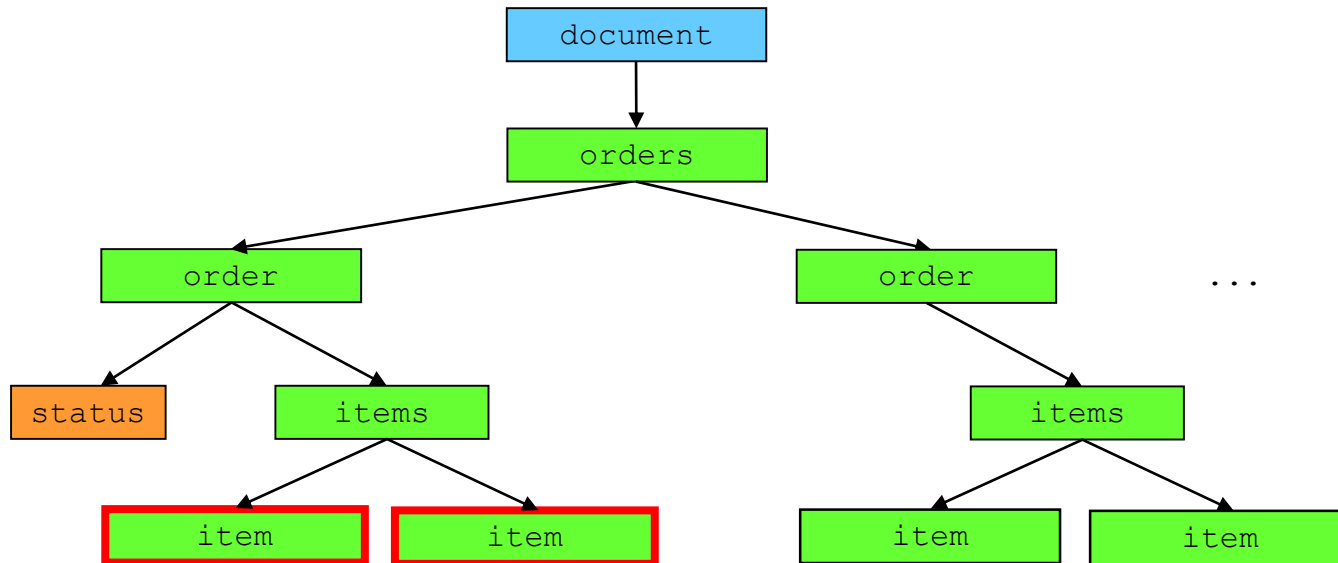 document
orders
order
order
...
status
items
items
item
item
item
item